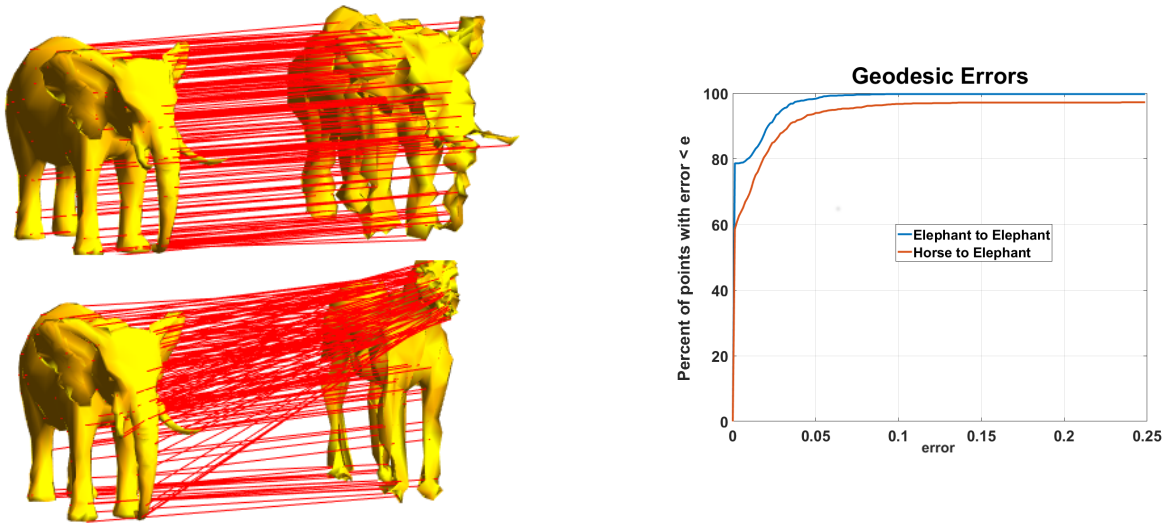 Geodesic Errors
Percent of points with error < e
100
80
60
40
20
0
Elephant to Elephant
Horse to Elephant
0 0.05 0.1 0.15 0.2 0.25
error